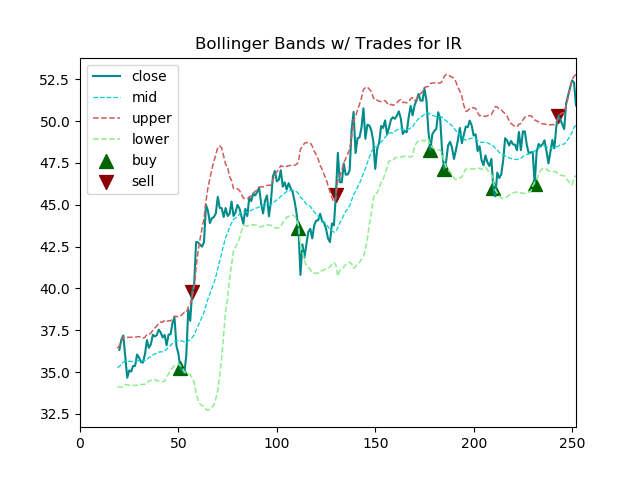 Bollinger Bands w/ Trades for IR
close
mid
upper
lower
buy
sell
52.5
50.0
47.5
45.0
42.5
40.0
37.5
35.0
32.5
0 50 100 150 200 250